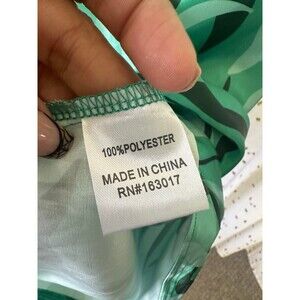 100%POLYESTER
MADE IN CHINA
RN#163017